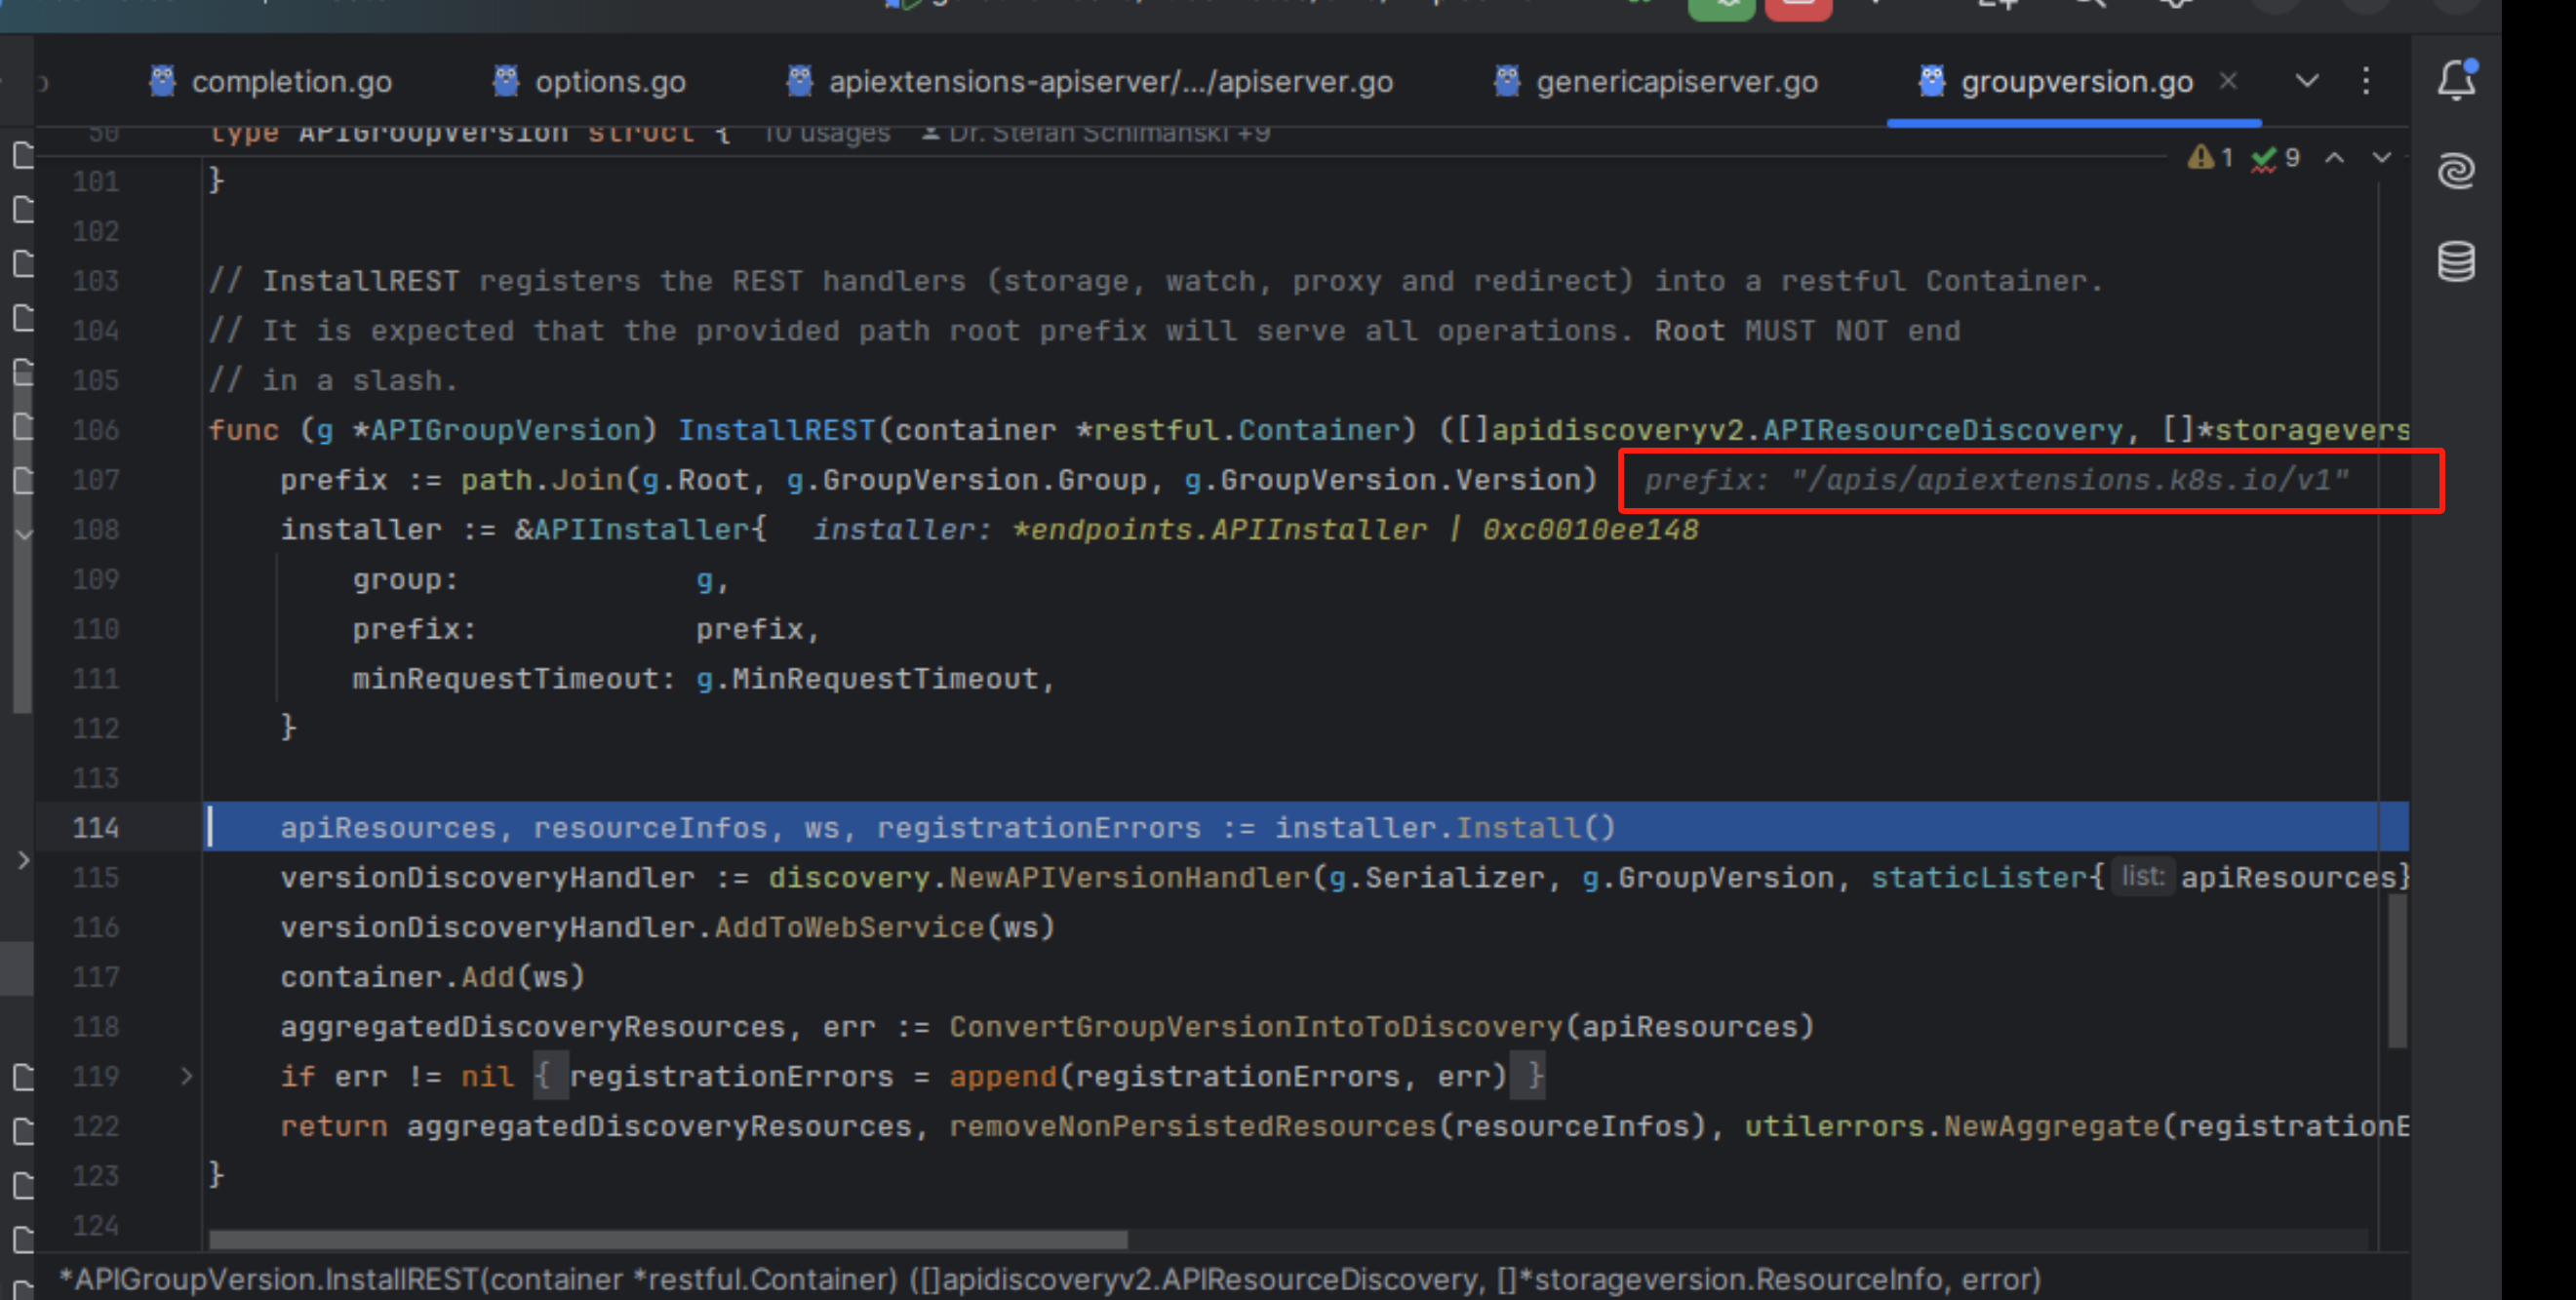 completion.go options.go apiextensions-apiserver/.../apiserver.go genericapiserver.go groupversion.go
50 type APIGroupVersion struct { 10 usages Dr. Stefan Schimanski +9
1 9
101 }
102
103 // InstallREST registers the REST handlers (storage, watch, proxy and redirect) into a restful Container.
104 // It is expected that the provided path root prefix will serve all operations. Root MUST NOT end
105 // in a slash.
106 func (g *APIGroupVersion) InstallREST(container *restful.Container) ([]apidiscoveryv2.APIResourceDiscovery, []*storagevers
107 prefix := path.Join(g.Root, g.GroupVersion.Group, g.GroupVersion.Version) prefix: "/apis/apiextensions.k8s.io/v1"
108 installer := &APIInstaller{ installer: *endpoints.APIInstaller | 0xc0010ee148
109 group: g,
110 prefix: prefix,
111 minRequestTimeout: g.MinRequestTimeout,
112 }
113
114 apiResources, resourceInfos, ws, registrationErrors := installer.Install()
115 versionDiscoveryHandler := discovery.NewAPIVersionHandler(g.Serializer, g.GroupVersion, staticLister{ list: apiResources}
116 versionDiscoveryHandler.AddToWebService(ws)
117 container.Add(ws)
118 aggregatedDiscoveryResources, err := ConvertGroupVersionIntoToDiscovery(apiResources)
119 if err != nil { registrationErrors = append(registrationErrors, err) }
122 return aggregatedDiscoveryResources, removeNonPersistedResources(resourceInfos), utilerrors.NewAggregate(registrationE
123 }
124
*APIGroupVersion.InstallREST(container *restful.Container) ([]apidiscoveryv2.APIResourceDiscovery, []*storageversion.ResourceInfo, error)